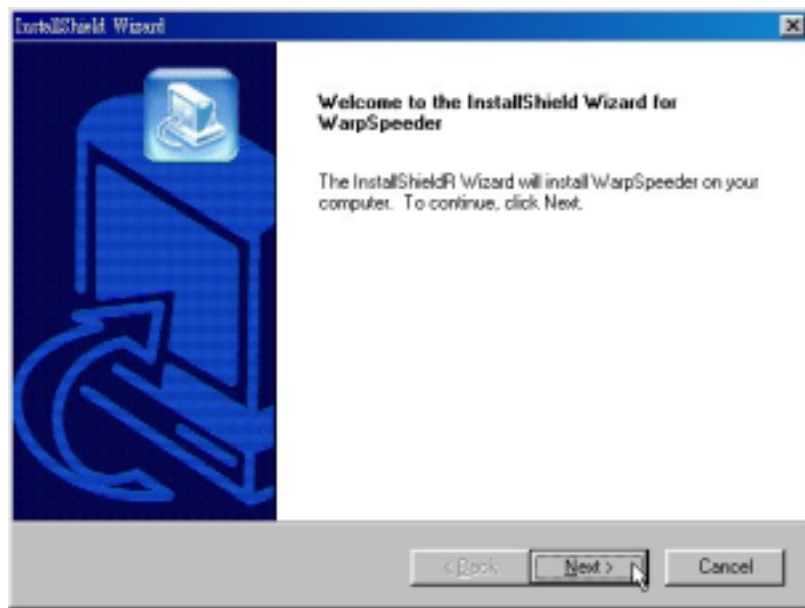 InstallShield Wizard
Welcome to the InstallShield Wizard for
WarpSpeeder
The InstallShieldR Wizard will install WarpSpeeder on your
computer. To continue, click Next.
< Back
Next >
Cancel